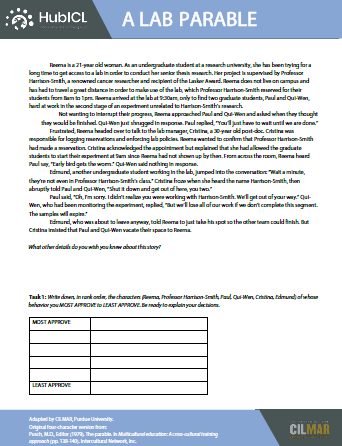 HubICL
A LAB PARABLE
Reema is a 21-year old woman. As an undergraduate student at a research university, she has been trying for a
long time to get access to a lab in order to conduct her senior thesis research. Her project is supervised by Professor
Harrison-Smith, a renowned cancer researcher and recipient of the Lasker Award. Reema does not live on campus and
has had to travel a great distance in order to make use of the lab, which Professor Harrison-Smith reserved for their
students from 8am to 1pm. Reema arrived at the lab at 9:30am, only to find two graduate students, Paul and Qui-Wen,
hard at work in the second stage of an experiment unrelated to Harrison-Smith's research.
Not wanting to interrupt their progress, Reema approached Paul and Qui-Wen and asked when they thought
they would be finished. Qui-Wen just shrugged in response. Paul replied, "You'll just have to wait until we are done."
Frustrated, Reema headed over to talk to the lab manager, Cristina, a 30-year old post-doc. Cristina was
responsible for logging reservations and enforcing lab policies. Reema wanted to confirm that Professor Harrison-Smith
had made a reservation. Cristina acknowledged the appointment but explained that she had allowed the graduate
students to start their experiment at 9am since Reema had not shown up by then. From across the room, Reema heard
Paul say, "Early bird gets the worm." Qui-Wen said nothing in response.
Edmund, another undergraduate student working in the lab, jumped into the conversation: "Wait a minute,
they're not even in Professor Harrison-Smith's class." Cristina froze when she heard the name Harrison-Smith, then
abruptly told Paul and Qui-Wen, "Shut it down and get out of here, you two."
Paul said, "Oh, I'm sorry. I didn't realize you were working with Harrison-Smith. We'll get out of your way." Qui-
Wen, who had been monitoring the experiment, replied, "But we'll lose all of our work if we don't complete this segment.
The samples will expire."
Edmund, who was about to leave anyway, told Reema to just take his spot so the other team could finish. But
Cristina insisted that Paul and Qui-Wen vacate their space to Reema.
What other details do you wish you knew about this story?
Task 1: Write down, in rank order, the characters (Reema, Professor Harrison-Smith, Paul, Qui-Wen, Cristina, Edmund) of whose
behavior you MOST APPROVE to LEAST APPROVE. Be ready to explain your decisions.
MOST APPROVE
LEAST APPROVE
Adapted by CILMAR, Purdue University.
Original four-character version from:
Pusch, M.D., Editor (1979). The parable. In Multicultural education: A cross-cultural training
approach (pp. 138-140). Intercultural Network, Inc.
CILMAR